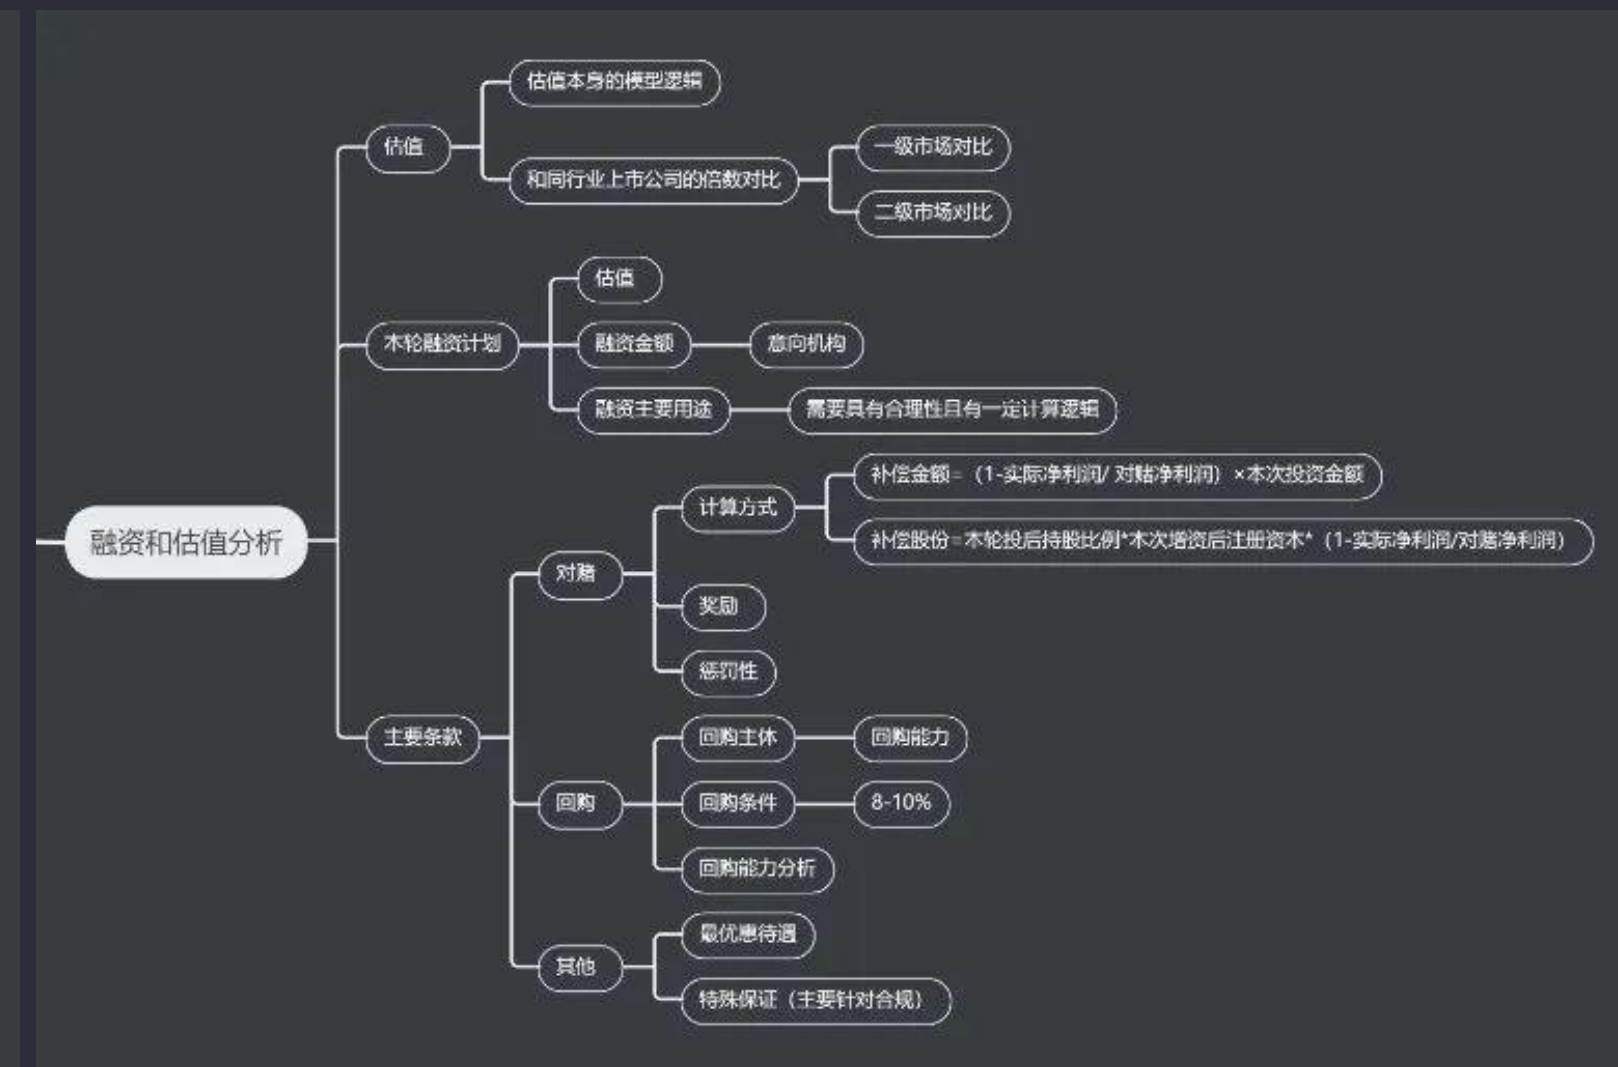 估值本身的模型逻辑
估值
一级市场对比
和同行业上市公司的倍数对比
二级市场对比
估值
本轮融资计划
融资金额
意向机构
融资主要用途
需要具有合理性且有一定计算逻辑
融资和估值分析
补偿金额=（1-实际净利润/ 对赌净利润）×本次投资金额
计算方式
补偿股份=本轮投后持股比例*本次增资后注册资本*（1-实际净利润/对赌净利润）
对赌
奖励
惩罚性
主要条款
回购主体
回购能力
回购
回购条件
8-10%
回购能力分析
最优惠待遇
其他
特殊保证（主要针对合规）